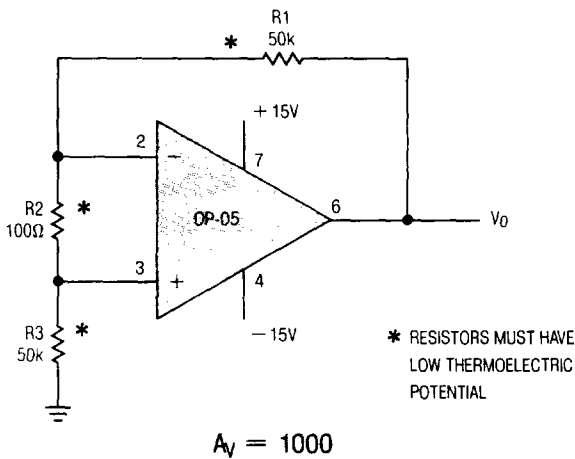 R1
50k
*
+15V
2
−
7
R2
100Ω
*
OP-05
6
V0
3
+
4
R3
50k
*
−15V
* RESISTORS MUST HAVE
LOW THERMOELECTRIC
POTENTIAL
AV = 1000